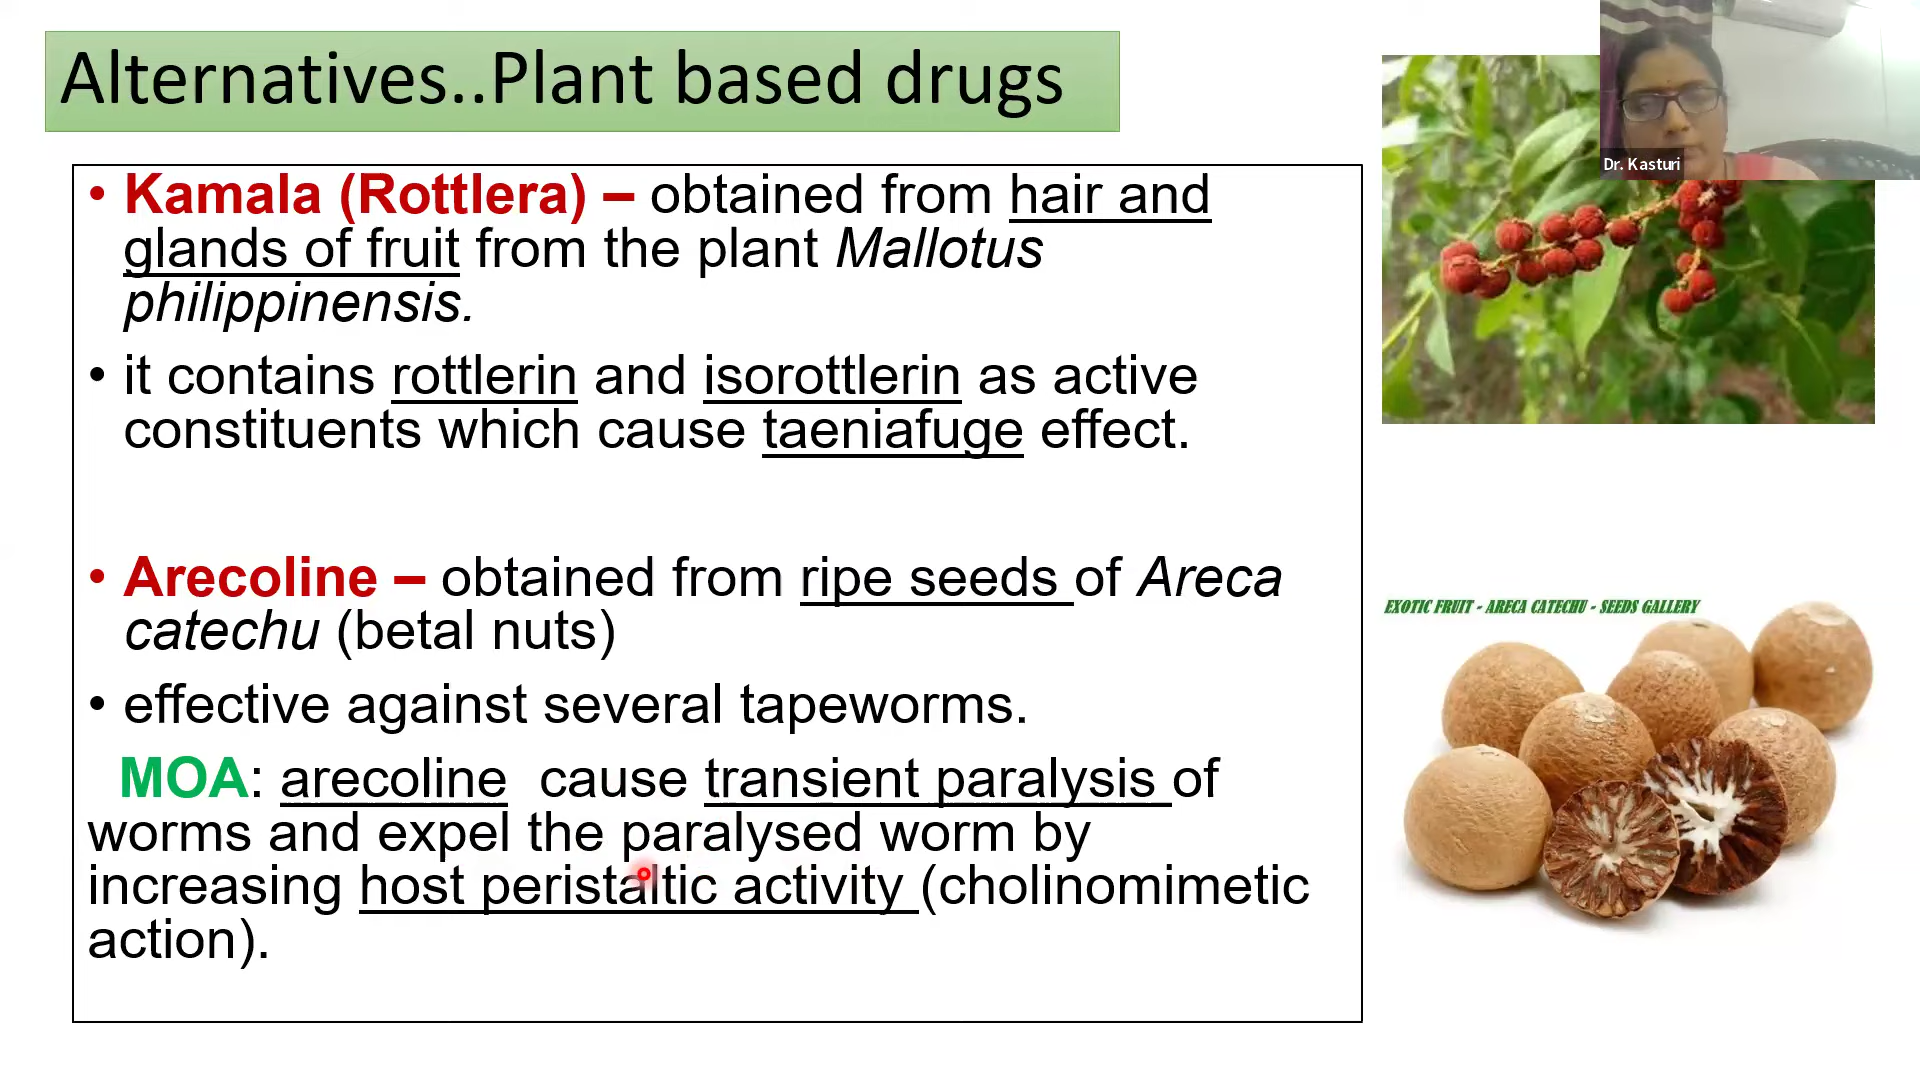 Alternatives..Plant based drugs
Dr. Kasturi
• Kamala (Rottlera) – obtained from hair and
glands of fruit from the plant Mallotus
philippinensis.
• it contains rottlerin and isorottlerin as active
constituents which cause taeniafuge effect.
• Arecoline – obtained from ripe seeds of Areca
catechu (betal nuts)
• effective against several tapeworms.
MOA: arecoline cause transient paralysis of
worms and expel the paralysed worm by
increasing host peristaltic activity (cholinomimetic
action).
EXOTIC FRUIT - ARECA CATECHU - SEEDS GALLERY